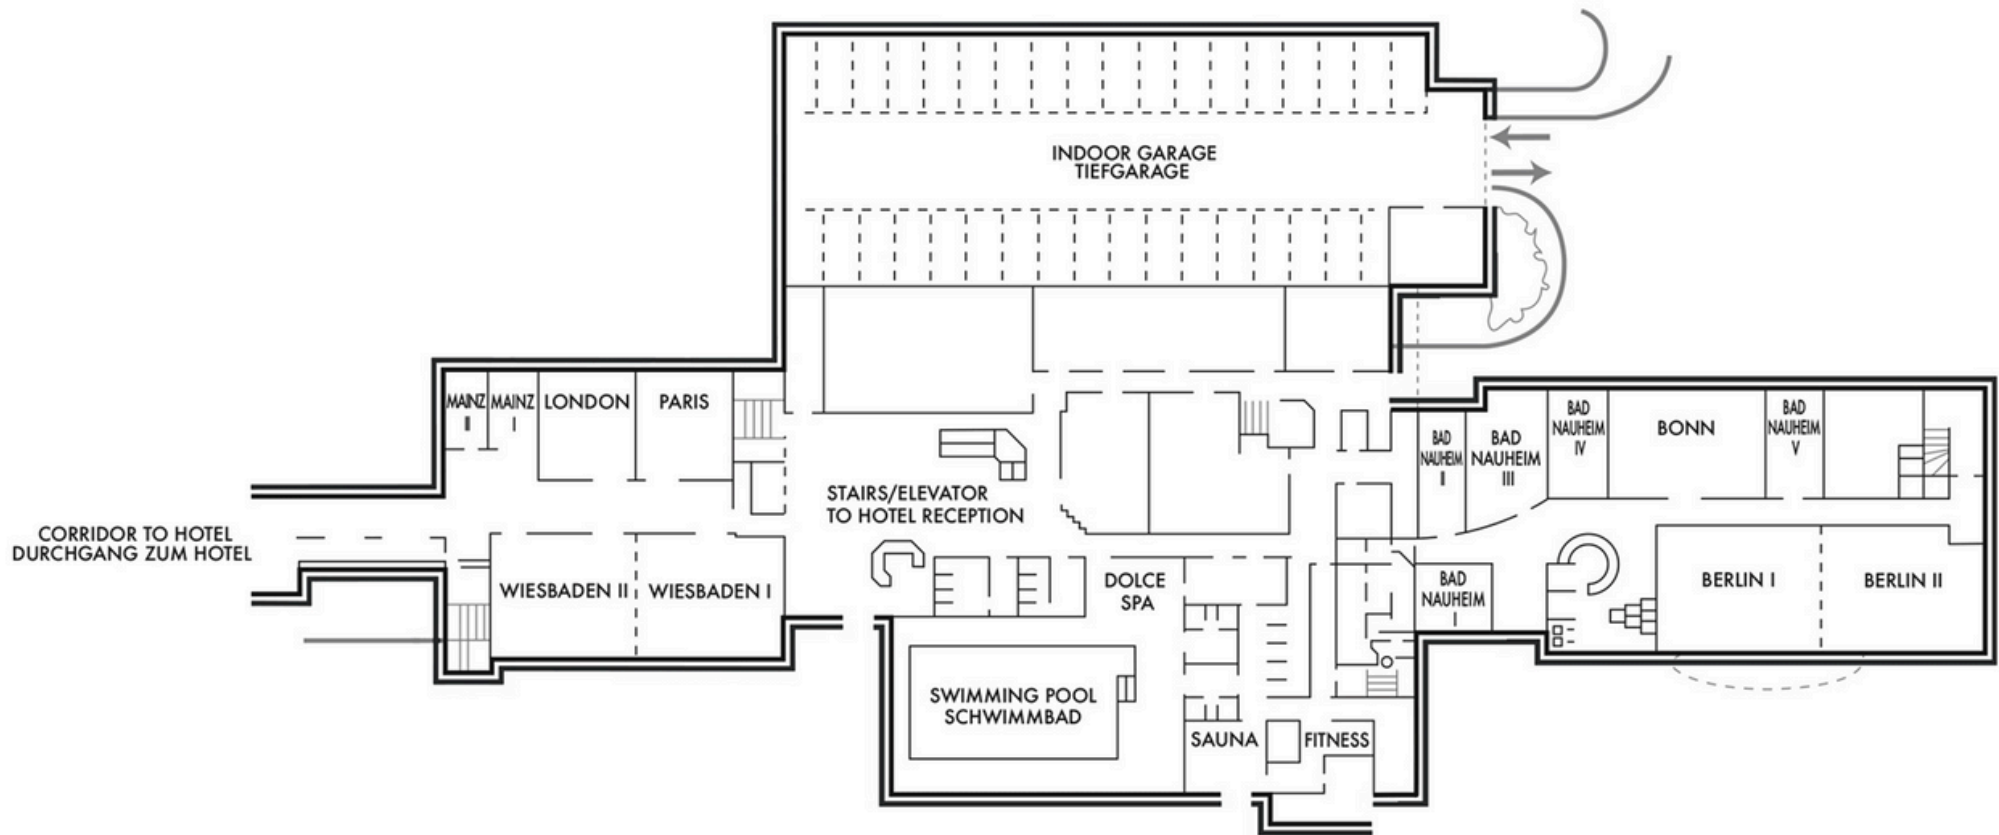 INDOOR GARAGE
TIEFGARAGE
MAINZ
II
MAINZ
I
LONDON
PARIS
BAD
NAUHEIM
II
BAD
NAUHEIM
III
BAD
NAUHEIM
IV
BONN
BAD
NAUHEIM
V
STAIRS/ELEVATOR
TO HOTEL RECEPTION
CORRIDOR TO HOTEL
DURCHGANG ZUM HOTEL
WIESBADEN II
WIESBADEN I
DOLCE
SPA
BAD
NAUHEIM
I
BERLIN I
BERLIN II
SWIMMING POOL
SCHWIMMBAD
SAUNA
FITNESS